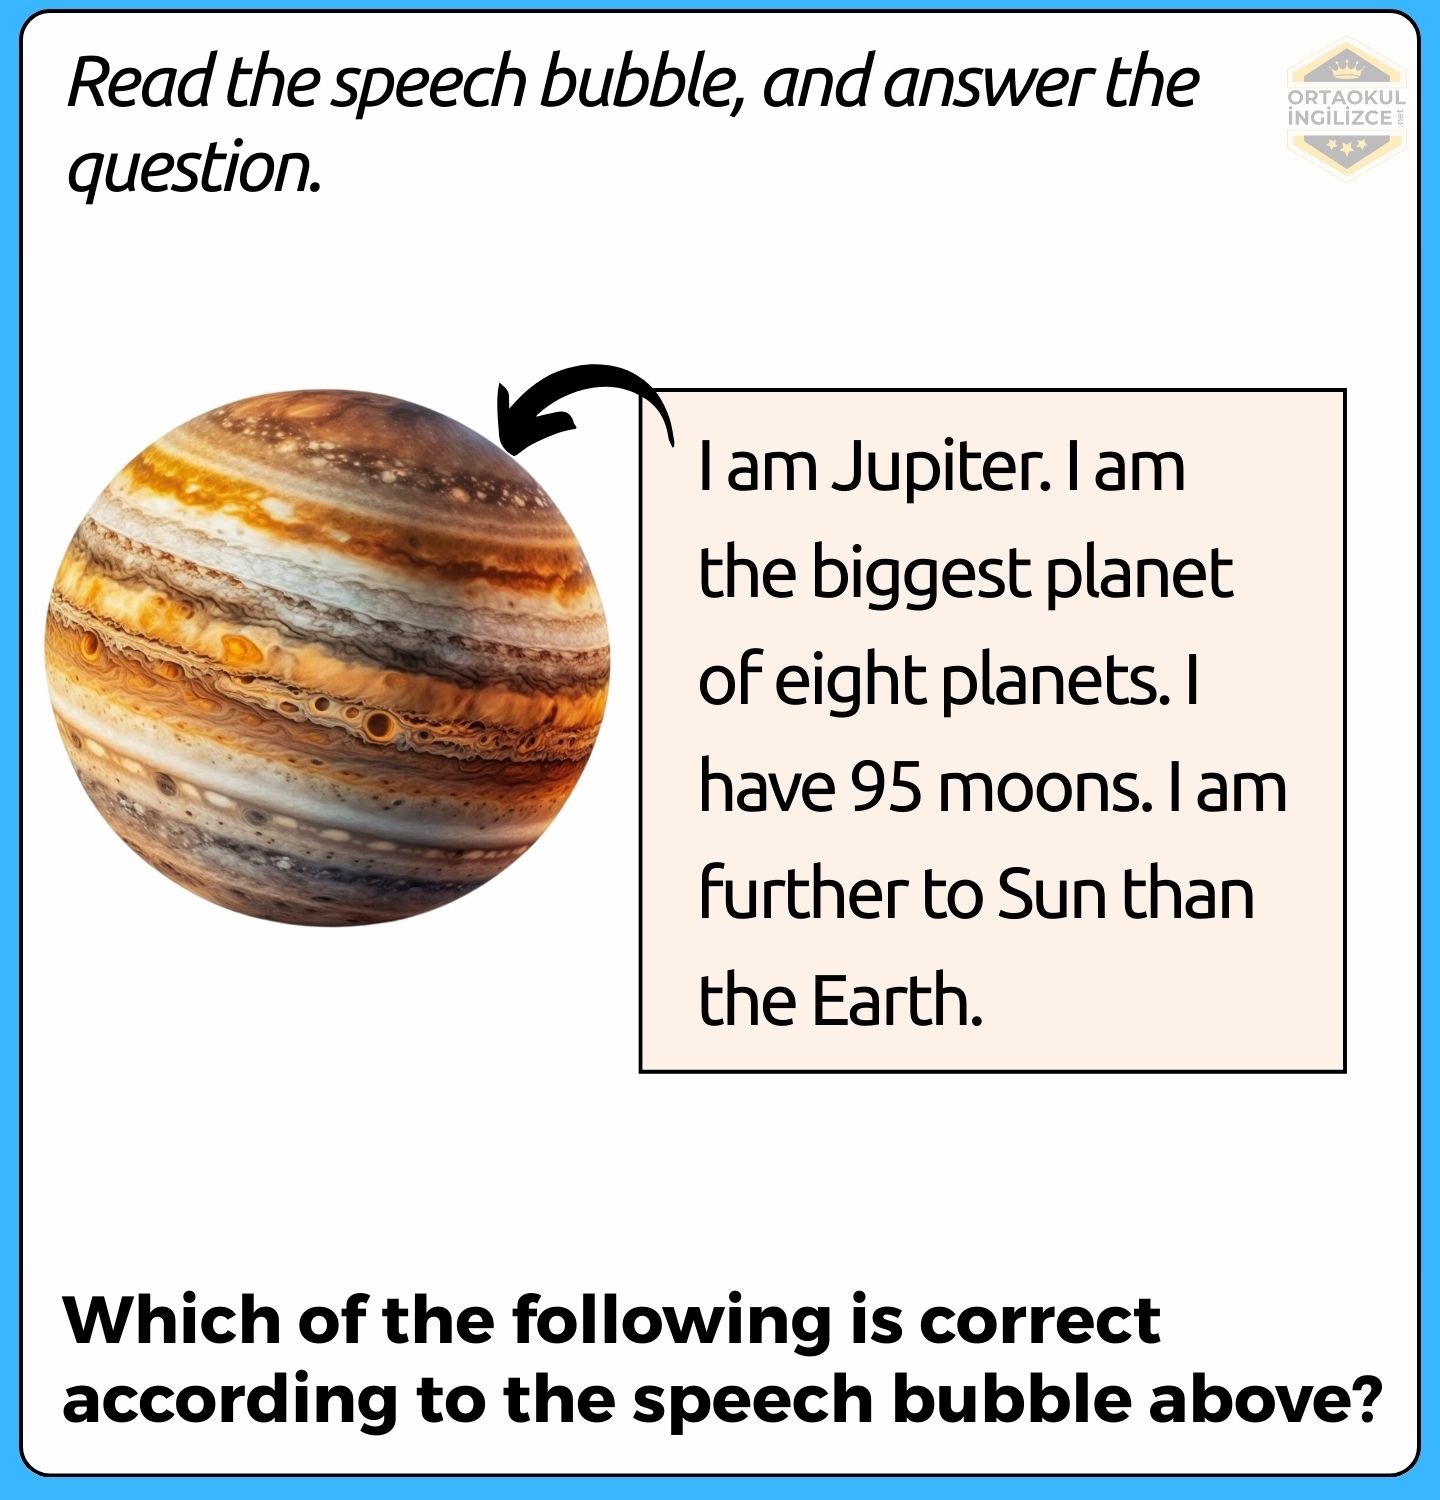 Read the speech bubble, and answer the
question.
ORTAOKUL
İNGİLİZCE
.net
I am Jupiter. I am
the biggest planet
of eight planets. I
have 95 moons. I am
further to Sun than
the Earth.
Which of the following is correct
according to the speech bubble above?